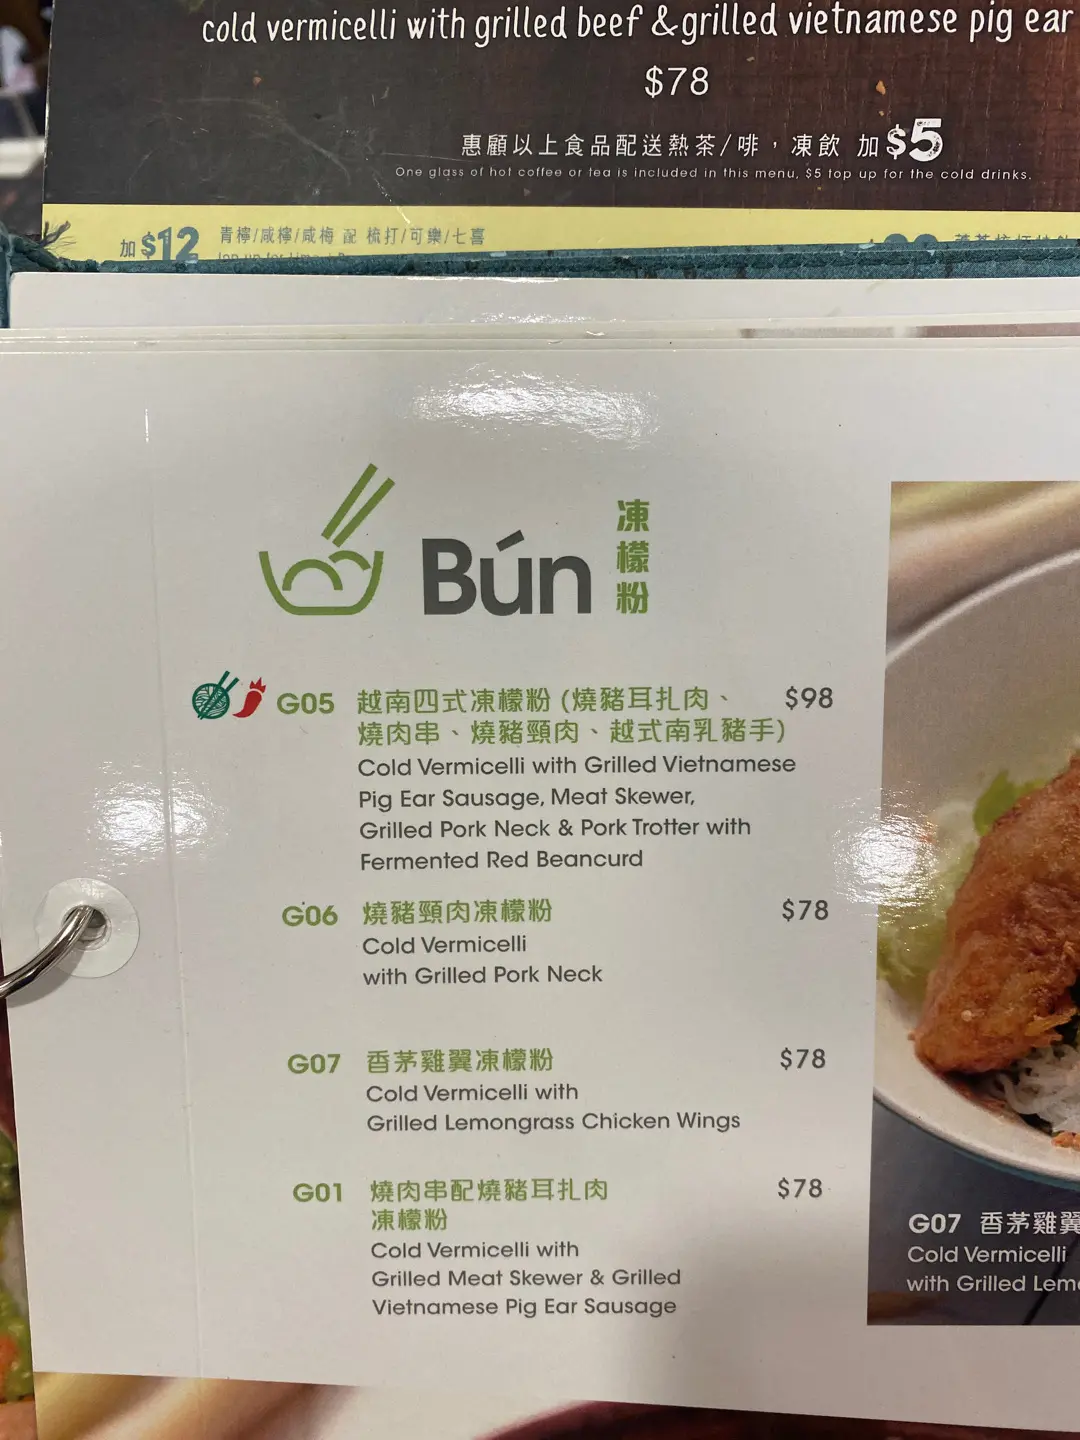 cold vermicelli with grilled beef & grilled vietnamese pig ear
$78
惠顧以上食品配送熱茶/啡，凍飲 加$5
One glass of hot coffee or tea is included in this menu, $5 top up for the cold drinks.
加$12 青檸/咸檸/咸梅 配 梳打/可樂/七喜
Bún 凍檬粉
G05 越南四式凍檬粉 (燒豬耳扎肉、 $98
燒肉串、燒豬頸肉、越式南乳豬手)
Cold Vermicelli with Grilled Vietnamese
Pig Ear Sausage, Meat Skewer,
Grilled Pork Neck & Pork Trotter with
Fermented Red Beancurd
G06 燒豬頸肉凍檬粉 $78
Cold Vermicelli
with Grilled Pork Neck
G07 香茅雞翼凍檬粉 $78
Cold Vermicelli with
Grilled Lemongrass Chicken Wings
G01 燒肉串配燒豬耳扎肉 $78
凍檬粉
Cold Vermicelli with
Grilled Meat Skewer & Grilled
Vietnamese Pig Ear Sausage
G07 香茅雞翼
Cold Vermicelli
with Grilled Lem